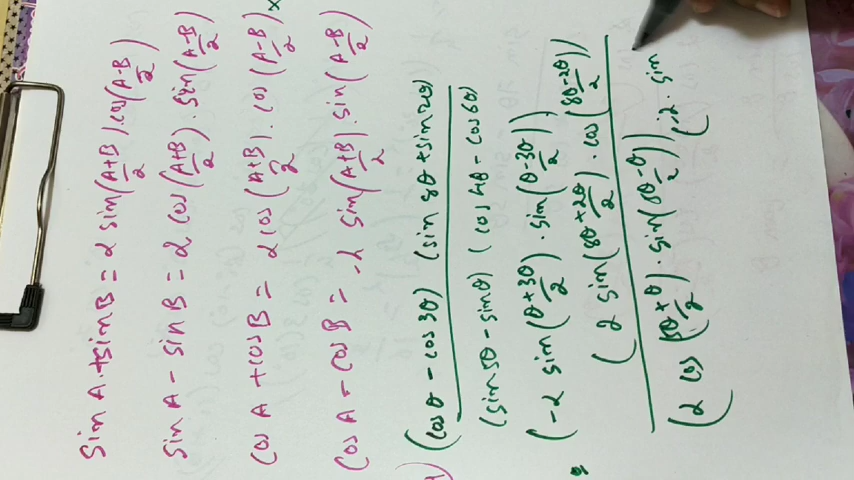 Sin A + sin B = 2 sin(A+B/2) . cos(A-B/2)
Sin A - sin B = 2 cos(A+B/2) . sin(A-B/2)
Cos A + cos B = 2 cos(A+B/2) . cos(A-B/2) x
Cos A - cos B = -2 sin(A+B/2) . sin(A-B/2)
(cos θ - cos 3θ) (sin 8θ + sin 2θ)
(sin 5θ - sin θ) (cos 4θ - cos 6θ)
(-2 sin(θ+3θ/2) . sin(θ-3θ/2))
(2 sin(8θ+2θ/2) . cos(8θ-2θ/2))
(2 cos(5θ+θ/2) . sin(5θ-θ/2)) (-2 . sin